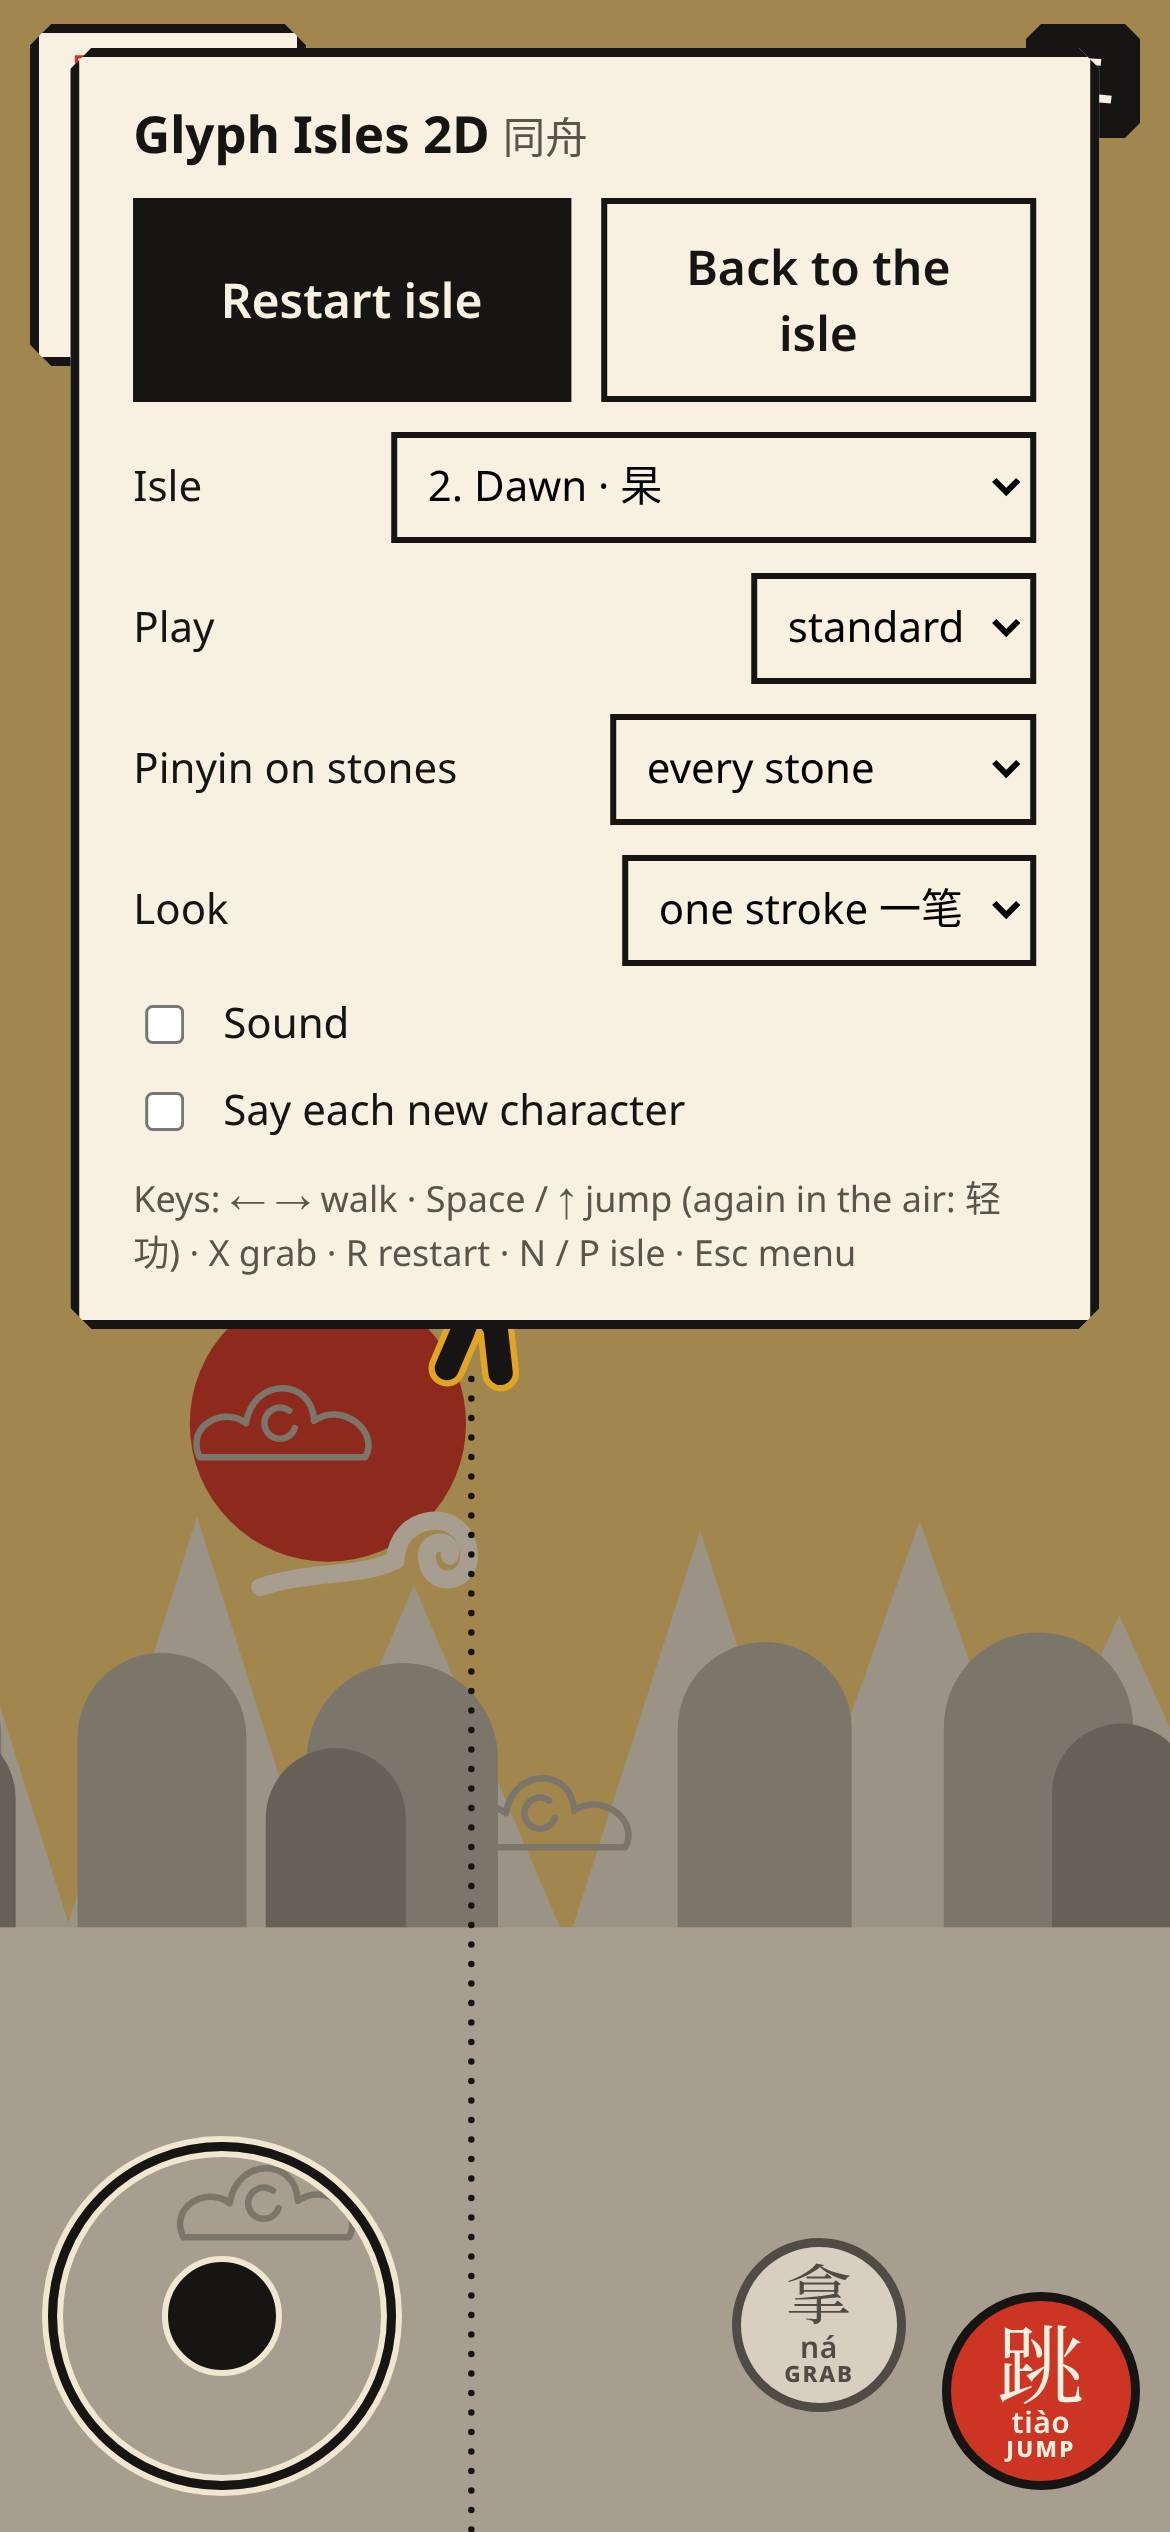 Glyph Isles 2D 同舟
Restart isle
Back to the
isle
Isle
2. Dawn · 杲
Play
standard
Pinyin on stones
every stone
Look
one stroke 一笔
Sound
Say each new character
Keys: ← → walk · Space / ↑ jump (again in the air: 轻
功) · X grab · R restart · N / P isle · Esc menu
拿
ná
GRAB
跳
tiào
JUMP